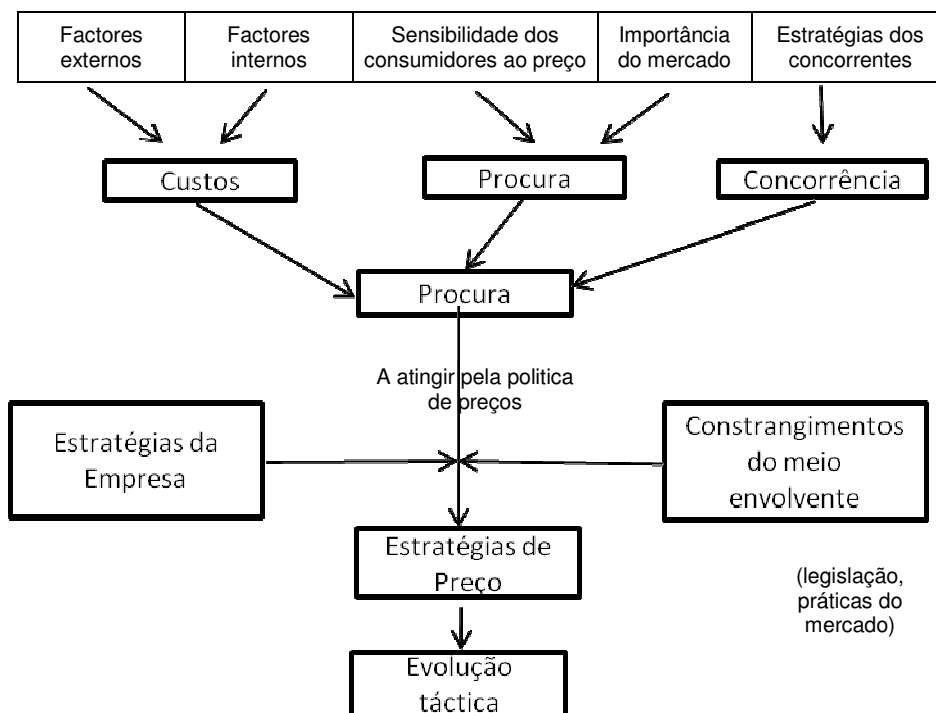 Factores
externos
Factores
internos
Sensibilidade dos
consumidores ao preço
Importância
do mercado
Estratégias dos
concorrentes
Custos
Procura
Concorrência
Procura
A atingir pela politica
de preços
Estratégias da
Empresa
Constrangimentos
do meio
envolvente
Estratégias de
Preço
(legislação,
práticas do
mercado)
Evolução
táctica